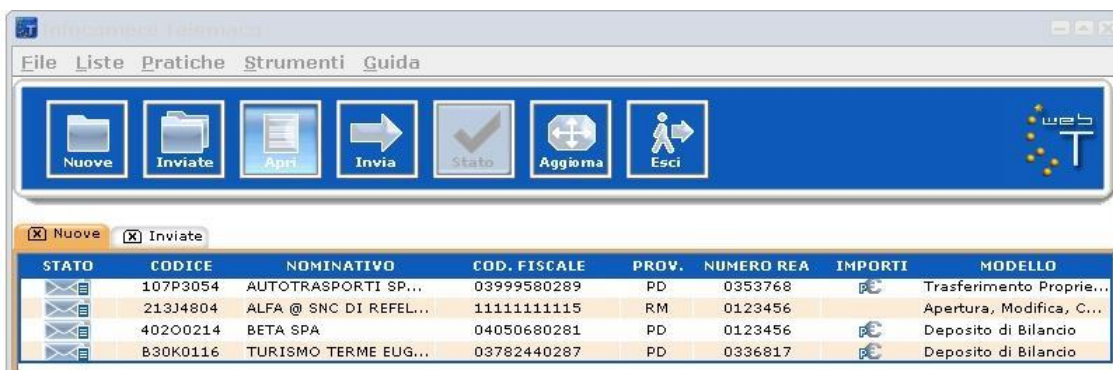 Infocamere Telemaco
File Liste Pratiche Strumenti Guida
Nuove Inviate Apri Invia Stato Aggiorna Esci
web T
Nuove Inviate
STATO CODICE NOMINATIVO COD. FISCALE PROV. NUMERO REA IMPORTI MODELLO
107P3054 AUTOTRASPORTI SP... 03999580289 PD 0353768 Trasferimento Proprie...
213J4804 ALFA @ SNC DI REFEL... 11111111115 RM 0123456 Apertura, Modifica, C...
402O0214 BETA SPA 04050680281 PD 0123456 Deposito di Bilancio
B30K0116 TURISMO TERME EUG... 03782440287 PD 0336817 Deposito di Bilancio